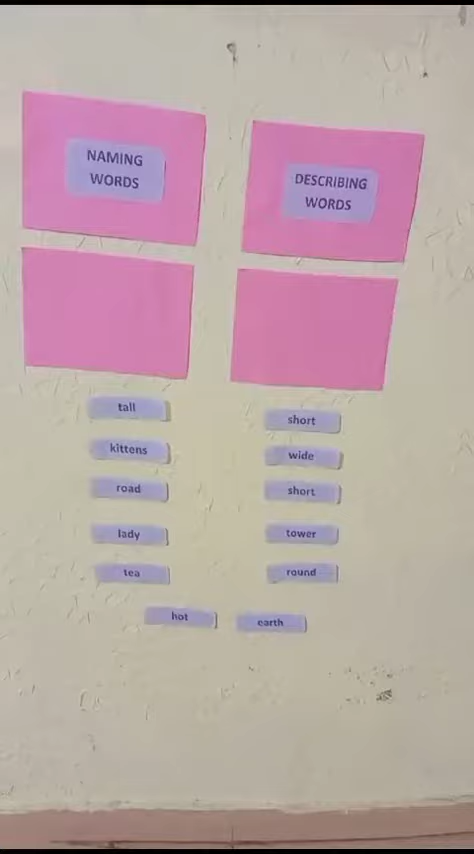 NAMING
WORDS
DESCRIBING
WORDS
tall
short
kittens
wide
road
short
lady
tower
tea
round
hot
earth